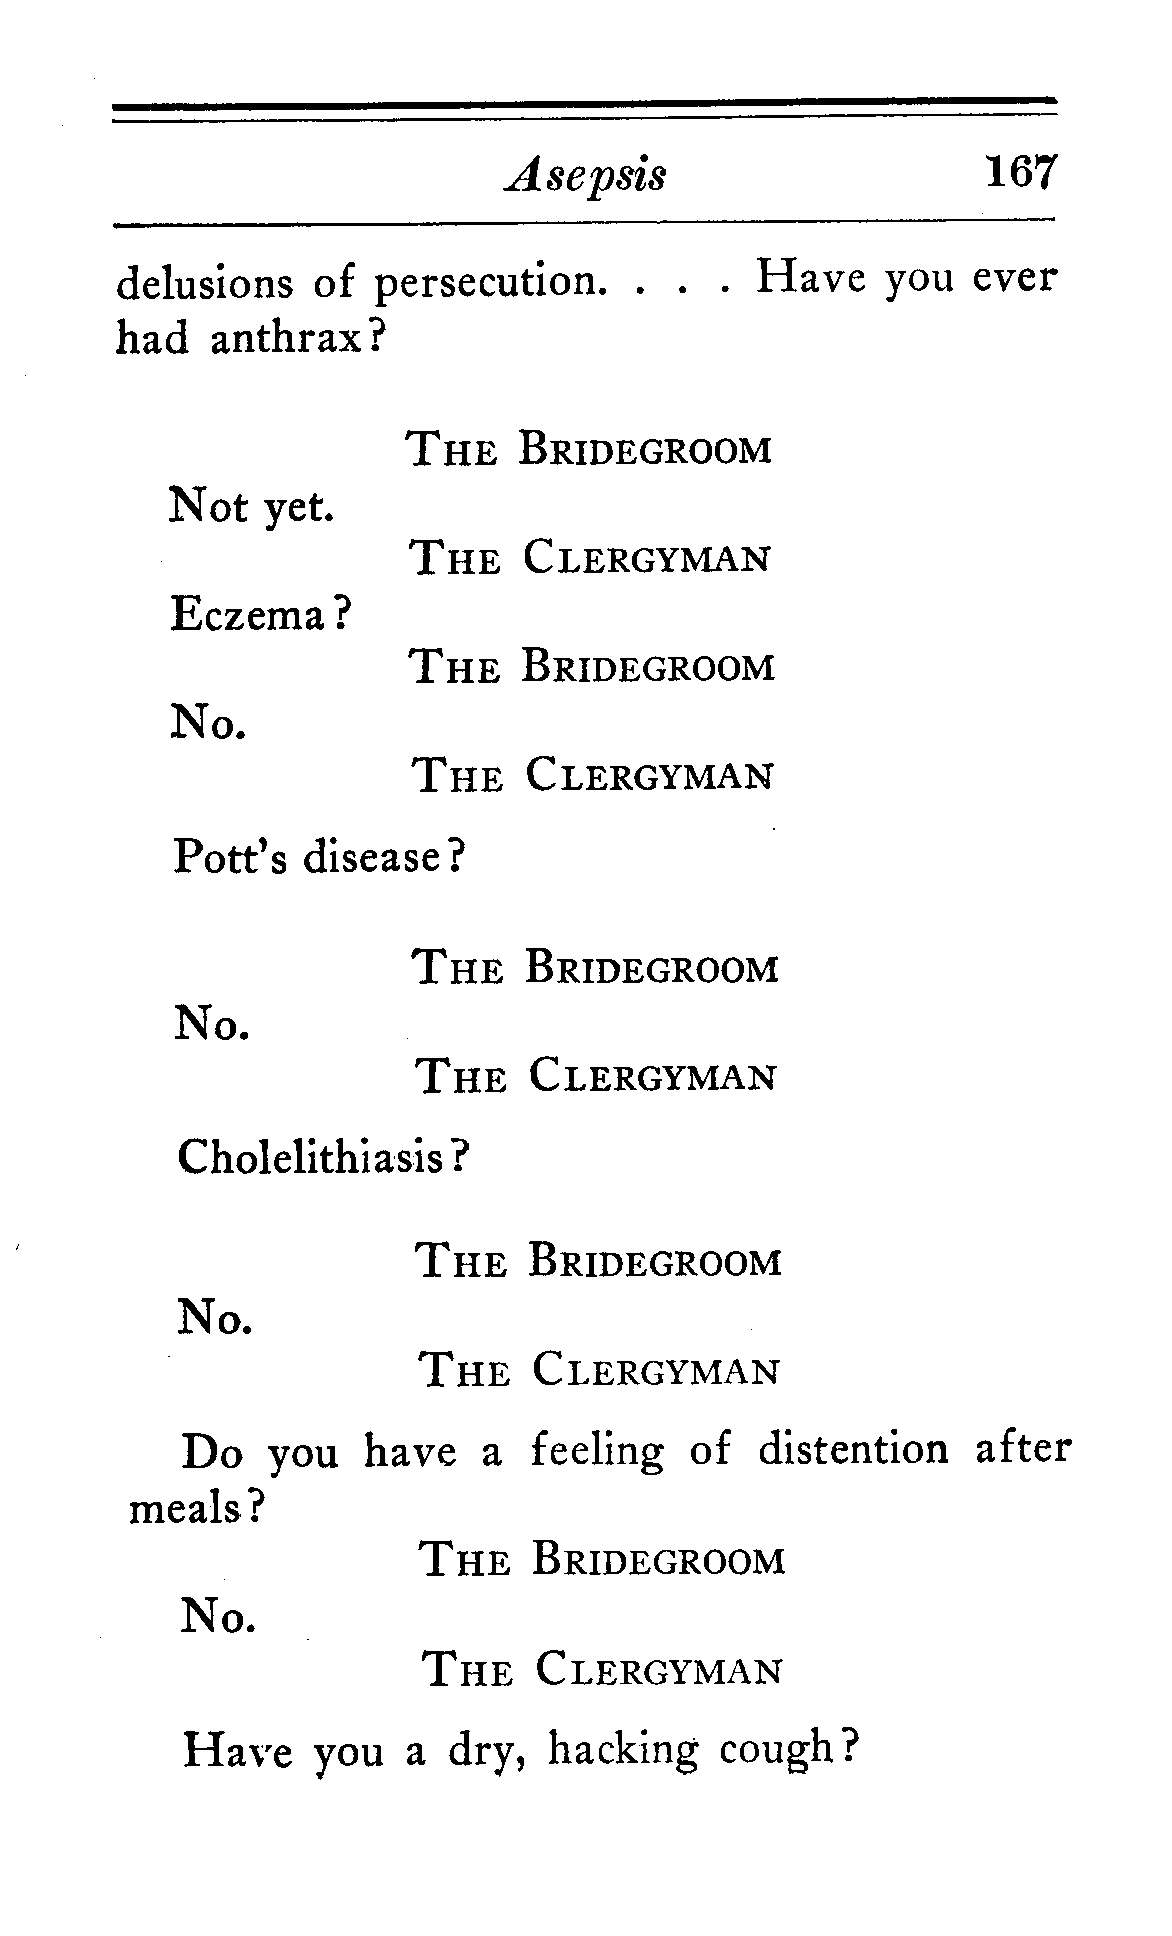 Asepsis 167
delusions of persecution. . . . Have you ever
had anthrax?
THE BRIDEGROOM
Not yet.
THE CLERGYMAN
Eczema?
THE BRIDEGROOM
No.
THE CLERGYMAN
Pott's disease?
THE BRIDEGROOM
No.
THE CLERGYMAN
Cholelithiasis?
THE BRIDEGROOM
No.
THE CLERGYMAN
Do you have a feeling of distention after
meals?
THE BRIDEGROOM
No.
THE CLERGYMAN
Have you a dry, hacking cough?